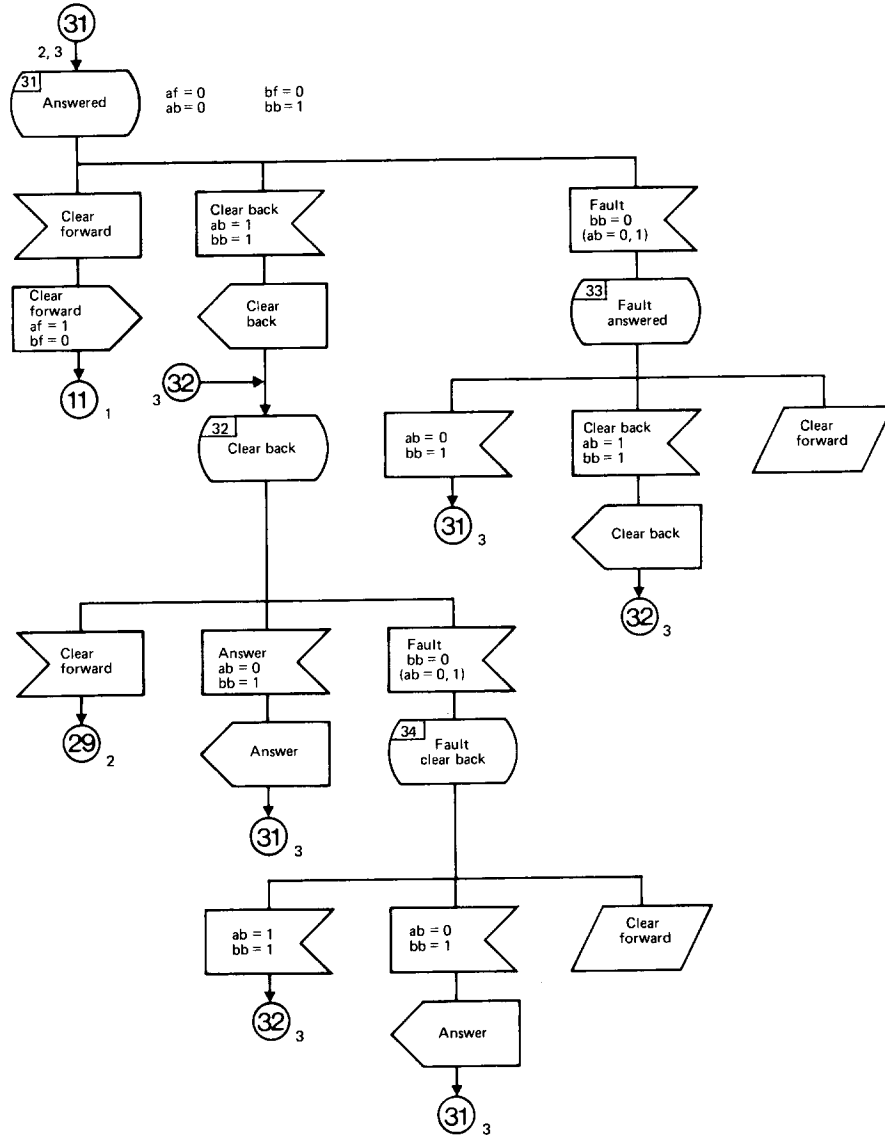 31
2, 3
31
Answered
af = 0 bf = 0
ab = 0 bb = 1
Clear
forward
Clear back
ab = 1
bb = 1
Fault
bb = 0
(ab = 0, 1)
Clear
forward
af = 1
bf = 0
Clear
back
33
Fault
answered
11
1
32
3
32
Clear back
ab = 0
bb = 1
Clear back
ab = 1
bb = 1
Clear
forward
31
3
Clear back
32
3
Clear
forward
Answer
ab = 0
bb = 1
Fault
bb = 0
(ab = 0, 1)
29
2
Answer
34
Fault
clear back
31
3
ab = 1
bb = 1
ab = 0
bb = 1
Clear
forward
32
3
Answer
31
3